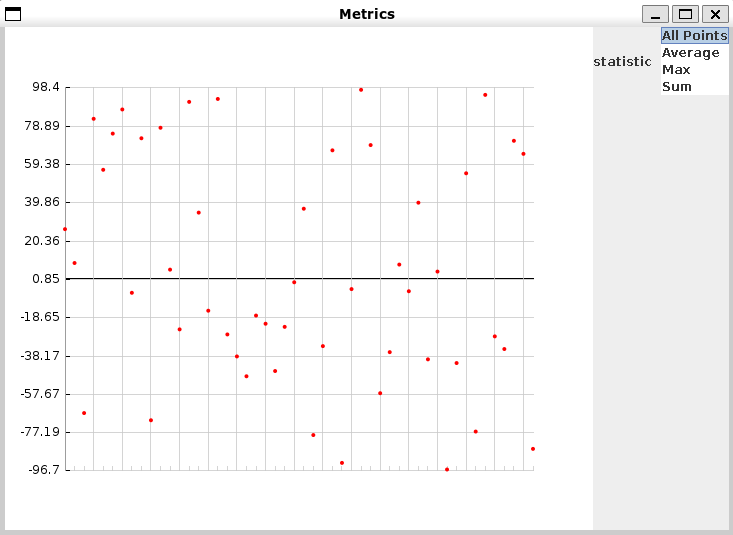 Metrics
statistic
All Points
Average
Max
Sum
98.4
78.89
59.38
39.86
20.36
0.85
-18.65
-38.17
-57.67
-77.19
-96.7